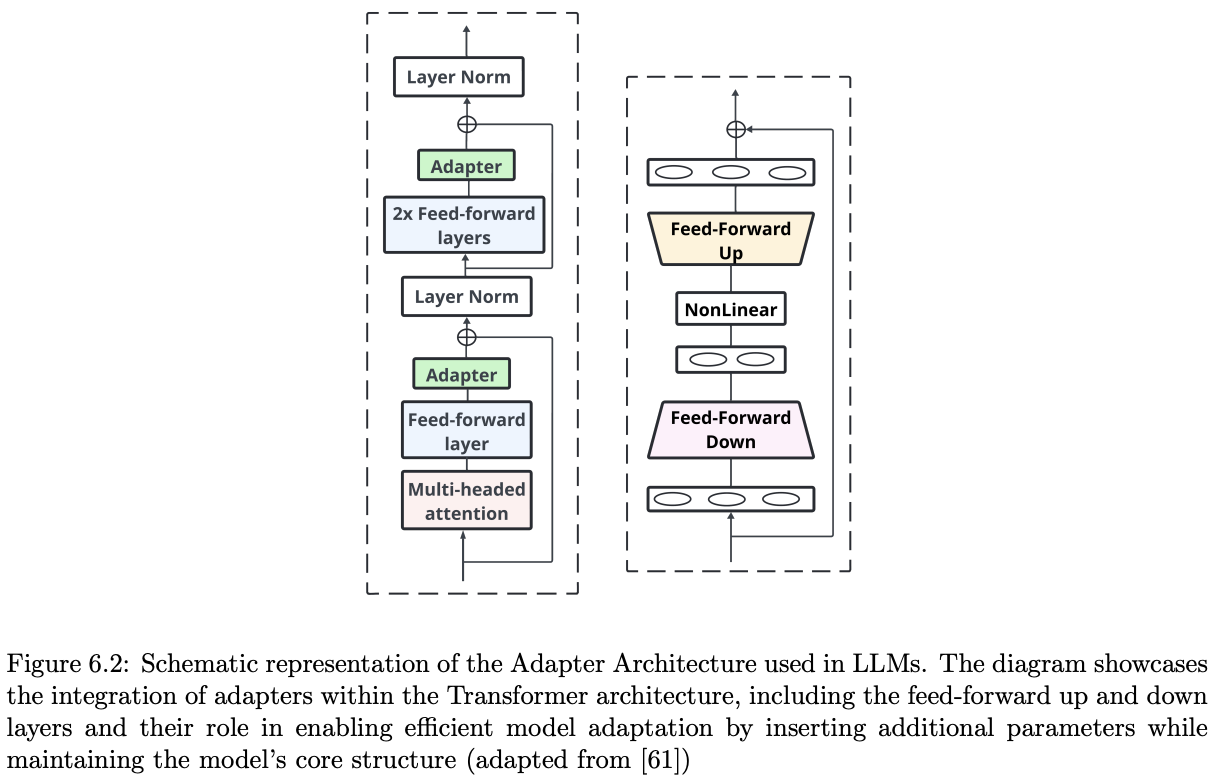 Layer Norm
Adapter
2x Feed-forward
layers
Layer Norm
Adapter
Feed-forward
layer
Multi-headed
attention
Feed-Forward
Up
NonLinear
Feed-Forward
Down
Figure 6.2: Schematic representation of the Adapter Architecture used in LLMs. The diagram showcases
the integration of adapters within the Transformer architecture, including the feed-forward up and down
layers and their role in enabling efficient model adaptation by inserting additional parameters while
maintaining the model's core structure (adapted from [61])